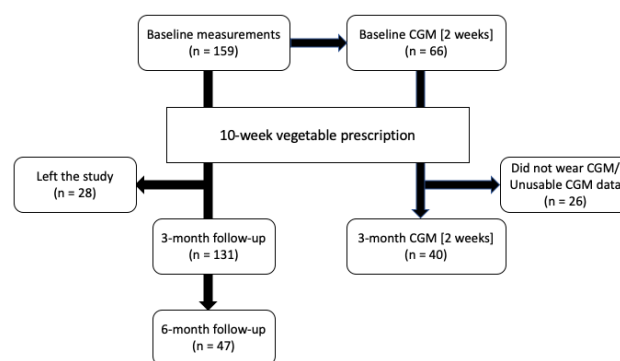 Baseline measurements
(n = 159)
Baseline CGM [2 weeks]
(n = 66)
10-week vegetable prescription
Left the study
(n = 28)
Did not wear CGM/
Unusable CGM data
(n = 26)
3-month follow-up
(n = 131)
3-month CGM [2 weeks]
(n = 40)
6-month follow-up
(n = 47)